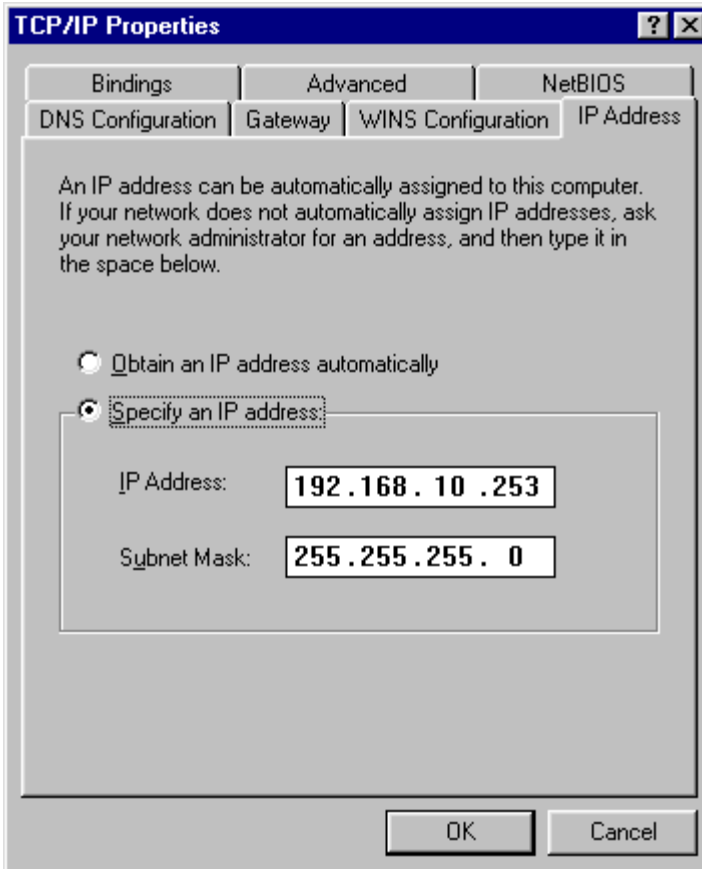 TCP/IP Properties
? X
Bindings Advanced NetBIOS
DNS Configuration Gateway WINS Configuration IP Address
An IP address can be automatically assigned to this computer.
If your network does not automatically assign IP addresses, ask
your network administrator for an address, and then type it in
the space below.
Obtain an IP address automatically
Specify an IP address:
IP Address: 192.168. 10 .253
Subnet Mask: 255.255.255. 0
OK Cancel